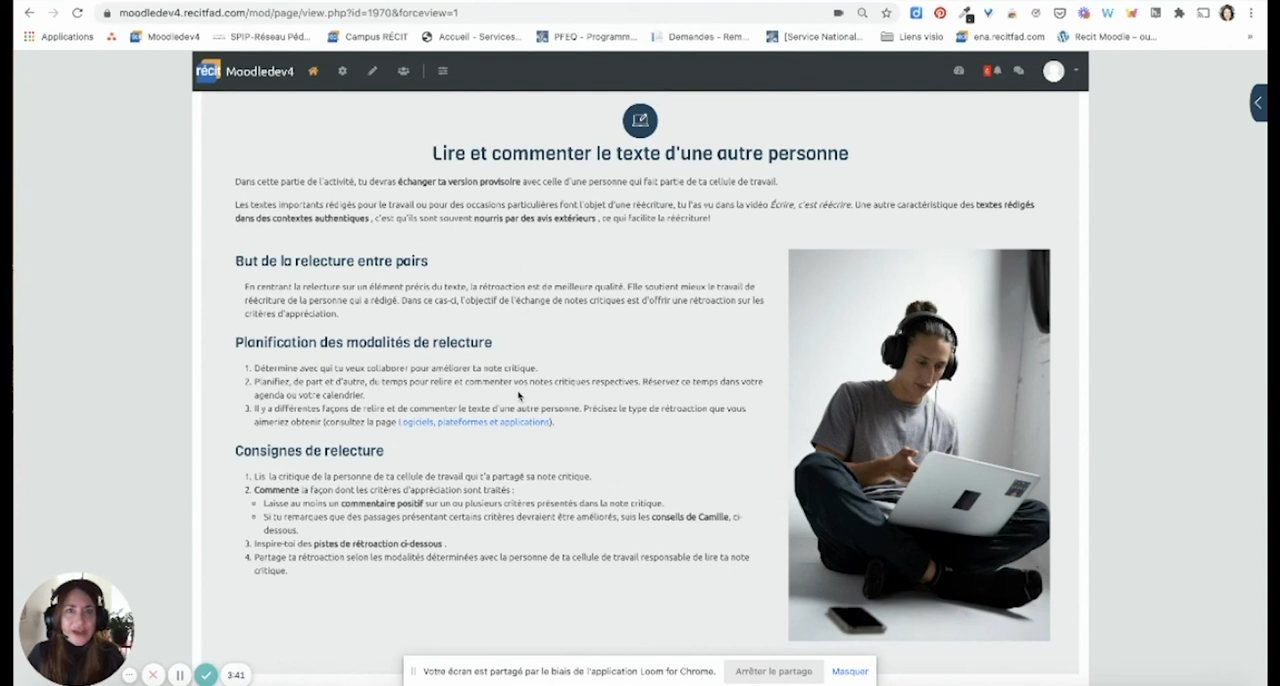 moodledev4.recitfad.com/mod/page/view.php?id=1970&forceview=1
Applications Moodledev4 SPIP-Réseau Péd... Campus RÉCIT Accueil - Services... PFEQ - Programm... Demandes - Rem... [Service National... Liens visio ena.recitfad.com Recit Moodle – ou... »
récit Moodledev4
Lire et commenter le texte d'une autre personne
Dans cette partie de l'activité, tu devras échanger ta version provisoire avec celle d'une personne qui fait partie de ta cellule de travail.
Les textes importants rédigés pour le travail ou pour des occasions particulières font l'objet d'une réécriture, tu l'as vu dans la vidéo Écrire, c'est réécrire. Une autre caractéristique des textes rédigés
dans des contextes authentiques , c'est qu'ils sont souvent nourris par des avis extérieurs , ce qui facilite la réécriture!
But de la relecture entre pairs
En centrant la relecture sur un élément précis du texte, la rétroaction est de meilleure qualité. Elle soutient mieux le travail de
réécriture de la personne qui a rédigé. Dans ce cas-ci, l'objectif de l'échange de notes critiques est d'offrir une rétroaction sur les
critères d'appréciation.
Planification des modalités de relecture
1. Détermine avec qui tu veux collaborer pour améliorer ta note critique.
2. Planifiez, de part et d'autre, du temps pour relire et commenter vos notes critiques respectives. Réservez ce temps dans votre
agenda ou votre calendrier.
3. Il y a différentes façons de relire et de commenter le texte d'une autre personne. Précisez le type de rétroaction que vous
aimeriez obtenir (consultez la page Logiciels, plateformes et applications).
Consignes de relecture
1. Lis la critique de la personne de ta cellule de travail qui t'a partagé sa note critique.
2. Commente la façon dont les critères d'appréciation sont traités :
Laisse au moins un commentaire positif sur un ou plusieurs critères présentés dans la note critique.
Si tu remarques que des passages présentant certains critères devraient être améliorés, suis les conseils de Camille, ci-
dessous.
3. Inspire-toi des pistes de rétroaction ci-dessous .
4. Partage ta rétroaction selon les modalités déterminées avec la personne de ta cellule de travail responsable de lire ta note
critique.
3:41
Votre écran est partagé par le biais de l'application Loom for Chrome. Arrêter le partage Masquer